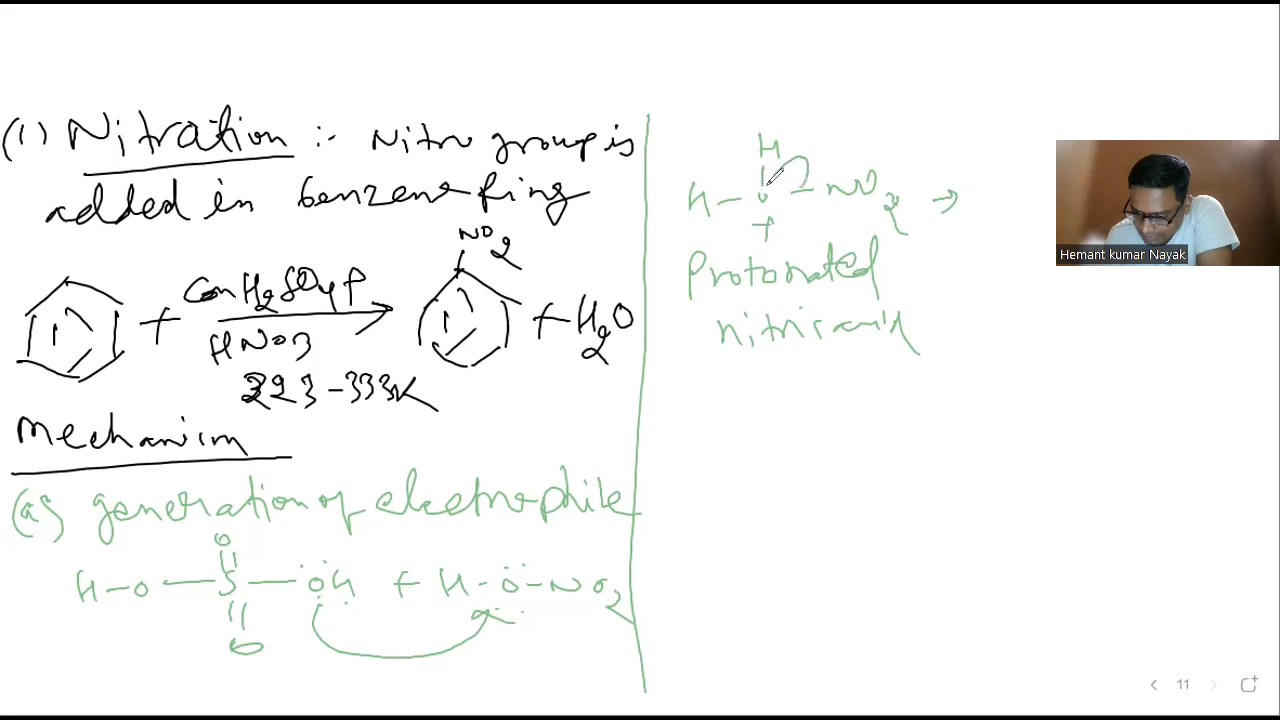 (1) Nitration :- Nitro group is
added in benzene ring
NO2
+ Con H2SO4 + H2O
HNO3
323-333K
Mechanism
(a) generation of electrophile
O
H-O-S-OH + H-O-NO2
O
H
H-O-NO2 →
+
Protonated
nitric acid
Hemant kumar Nayak
11